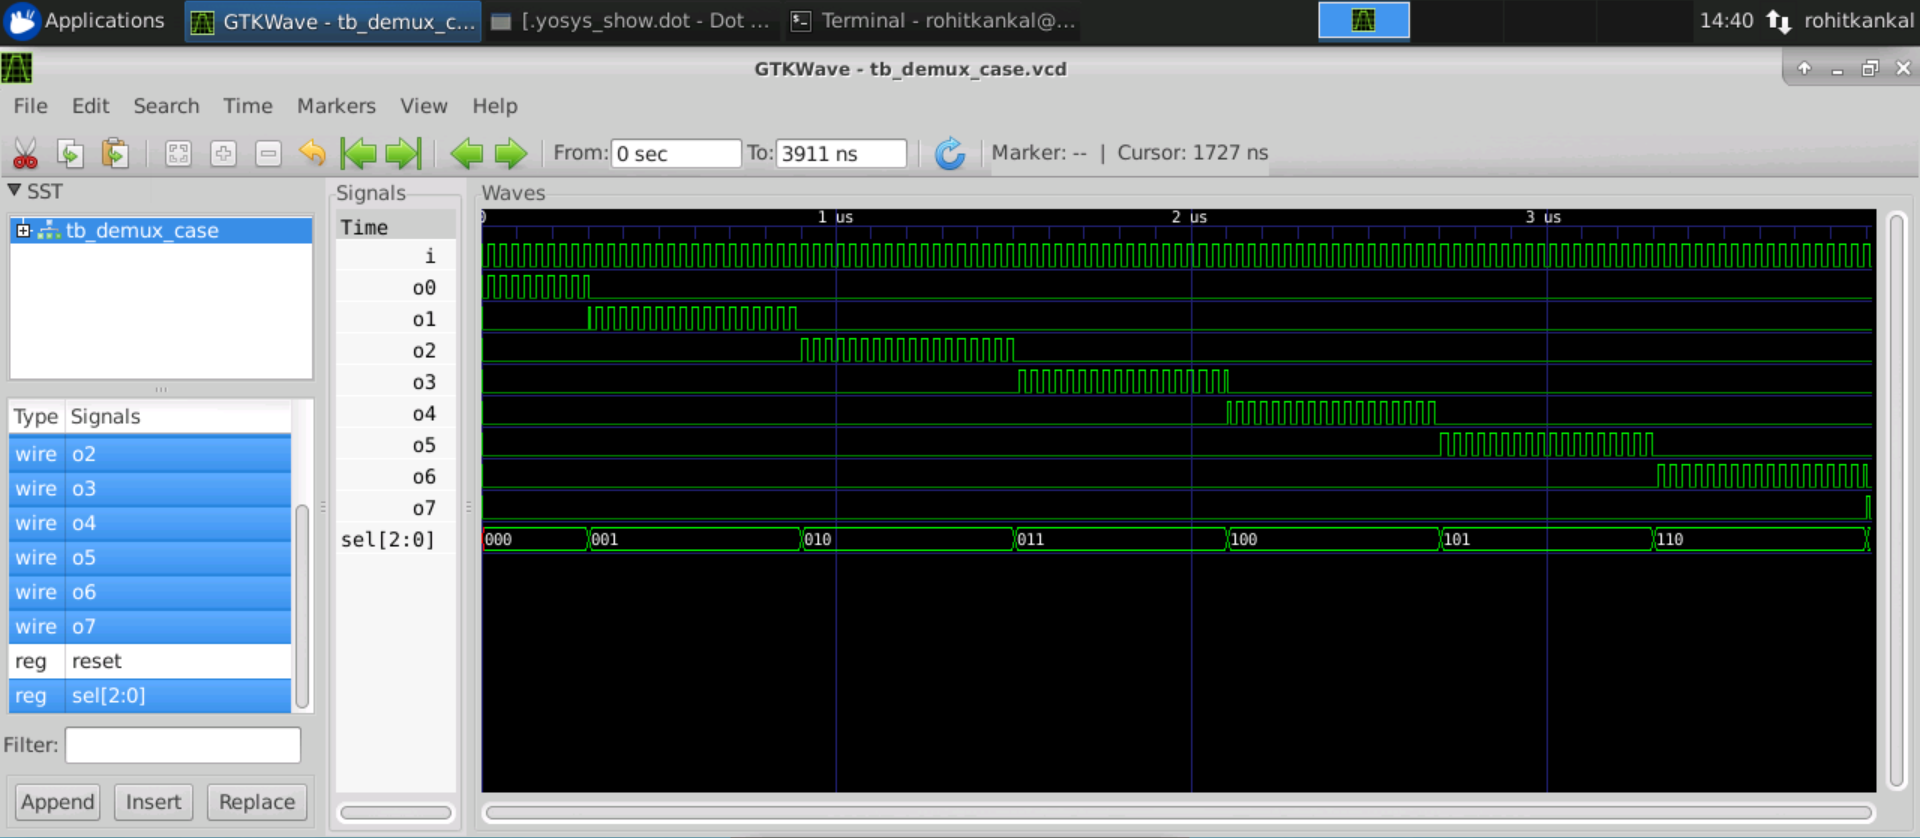 Applications GTKWave - tb_demux_c... [.yosys_show.dot - Dot ... Terminal - rohitkankal@... 14:40 rohitkankal
GTKWave - tb_demux_case.vcd
File Edit Search Time Markers View Help
From: 0 sec To: 3911 ns Marker: -- | Cursor: 1727 ns
SST
tb_demux_case
Type Signals
wire o2
wire o3
wire o4
wire o5
wire o6
wire o7
reg reset
reg sel[2:0]
Filter:
Append Insert Replace
Signals
Time
i
o0
o1
o2
o3
o4
o5
o6
o7
sel[2:0]
Waves
0 1 us 2 us 3 us
000 001 010 011 100 101 110